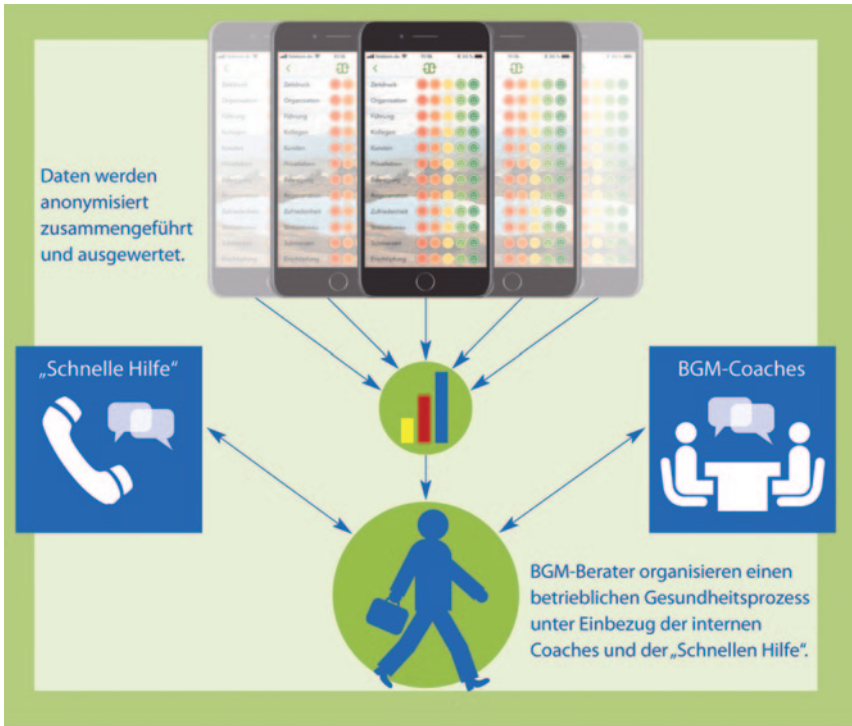 Zeitdruck
Organisation
Führung
Kollegen
Kunden
Privatleben
Zufriedenheit
Schmerzen
Erschöpfung
Daten werden
anonymisiert
zusammengeführt
und ausgewertet.
„Schnelle Hilfe“
BGM-Coaches
BGM-Berater organisieren einen
betrieblichen Gesundheitsprozess
unter Einbezug der internen
Coaches und der „Schnellen Hilfe“.